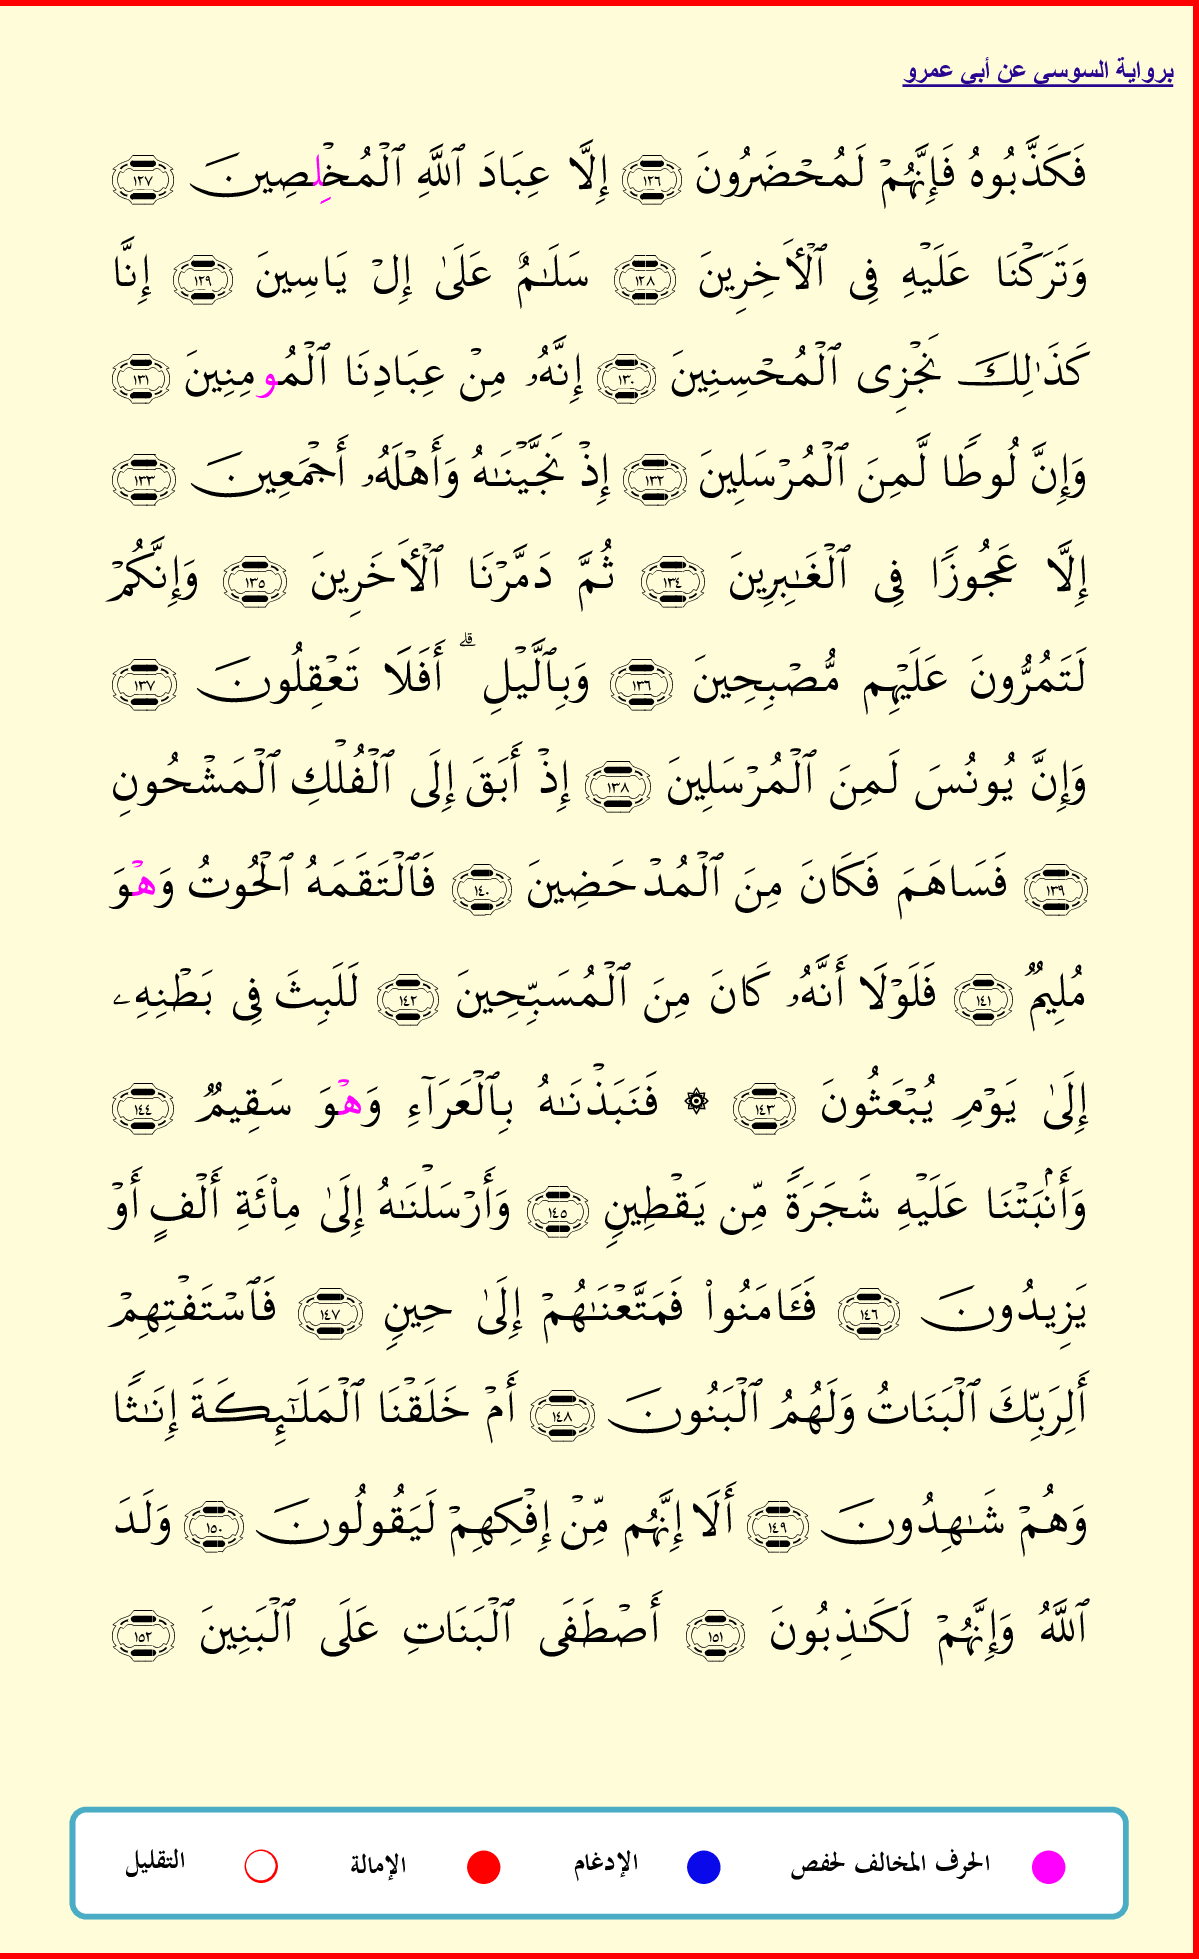 برواية السوسي عن أبي عمرو
فَكَذَّبُوهُ فَإِنَّهُمْ لَمُحْضَرُونَ ١٢٦ إِلَّا عِبَادَ ٱللَّهِ ٱلْمُخْلِصِينَ ١٢٧
وَتَرَكْنَا عَلَيْهِ فِى ٱلْأَخِرِينَ ١٢٨ سَلَـٰمٌ عَلَىٰ إِلْ يَاسِينَ ١٢٩ إِنَّا
كَذَٰلِكَ نَجْزِى ٱلْمُحْسِنِينَ ١٣٠ إِنَّهُۥ مِنْ عِبَادِنَا ٱلْمُومِنِينَ ١٣١
وَإِنَّ لُوطًا لَّمِنَ ٱلْمُرْسَلِينَ ١٣٢ إِذْ نَجَّيْنَـٰهُ وَأَهْلَهُۥ أَجْمَعِينَ ١٣٣
إِلَّا عَجُوزًا فِى ٱلْغَـٰبِرِينَ ١٣٤ ثُمَّ دَمَّرْنَا ٱلْأَخَرِينَ ١٣٥ وَإِنَّكُمْ
لَتَمُرُّونَ عَلَيْهِم مُّصْبِحِينَ ١٣٦ وَبِٱلَّيْلِ ۗ أَفَلَا تَعْقِلُونَ ١٣٧
وَإِنَّ يُونُسَ لَمِنَ ٱلْمُرْسَلِينَ ١٣٨ إِذْ أَبَقَ إِلَى ٱلْفُلْكِ ٱلْمَشْحُونِ
١٣٩ فَسَاهَمَ فَكَانَ مِنَ ٱلْمُدْحَضِينَ ١٤٠ فَٱلْتَقَمَهُ ٱلْحُوتُ وَهْوَ
مُلِيمٌ ١٤١ فَلَوْلَا أَنَّهُۥ كَانَ مِنَ ٱلْمُسَبِّحِينَ ١٤٢ لَلَبِثَ فِى بَطْنِهِۦ
إِلَىٰ يَوْمِ يُبْعَثُونَ ١٤٣ ۞ فَنَبَذْنَـٰهُ بِٱلْعَرَآءِ وَهْوَ سَقِيمٌ ١٤٤
وَأَنۢبَتْنَا عَلَيْهِ شَجَرَةً مِّن يَقْطِينٍ ١٤٥ وَأَرْسَلْنَـٰهُ إِلَىٰ مِا۟ئَةِ أَلْفٍ أَوْ
يَزِيدُونَ ١٤٦ فَـَٔامَنُوا۟ فَمَتَّعْنَـٰهُمْ إِلَىٰ حِينٍ ١٤٧ فَٱسْتَفْتِهِمْ
أَلِرَبِّكَ ٱلْبَنَاتُ وَلَهُمُ ٱلْبَنُونَ ١٤٨ أَمْ خَلَقْنَا ٱلْمَلَـٰٓئِكَةَ إِنَـٰثًا
وَهُمْ شَـٰهِدُونَ ١٤٩ أَلَا إِنَّهُم مِّنْ إِفْكِهِمْ لَيَقُولُونَ ١٥٠ وَلَدَ
ٱللَّهُ وَإِنَّهُمْ لَكَـٰذِبُونَ ١٥١ أَصْطَفَى ٱلْبَنَاتِ عَلَى ٱلْبَنِينَ ١٥٢
الحرف المخالف لحفص الإدغام الإمالة التقليل